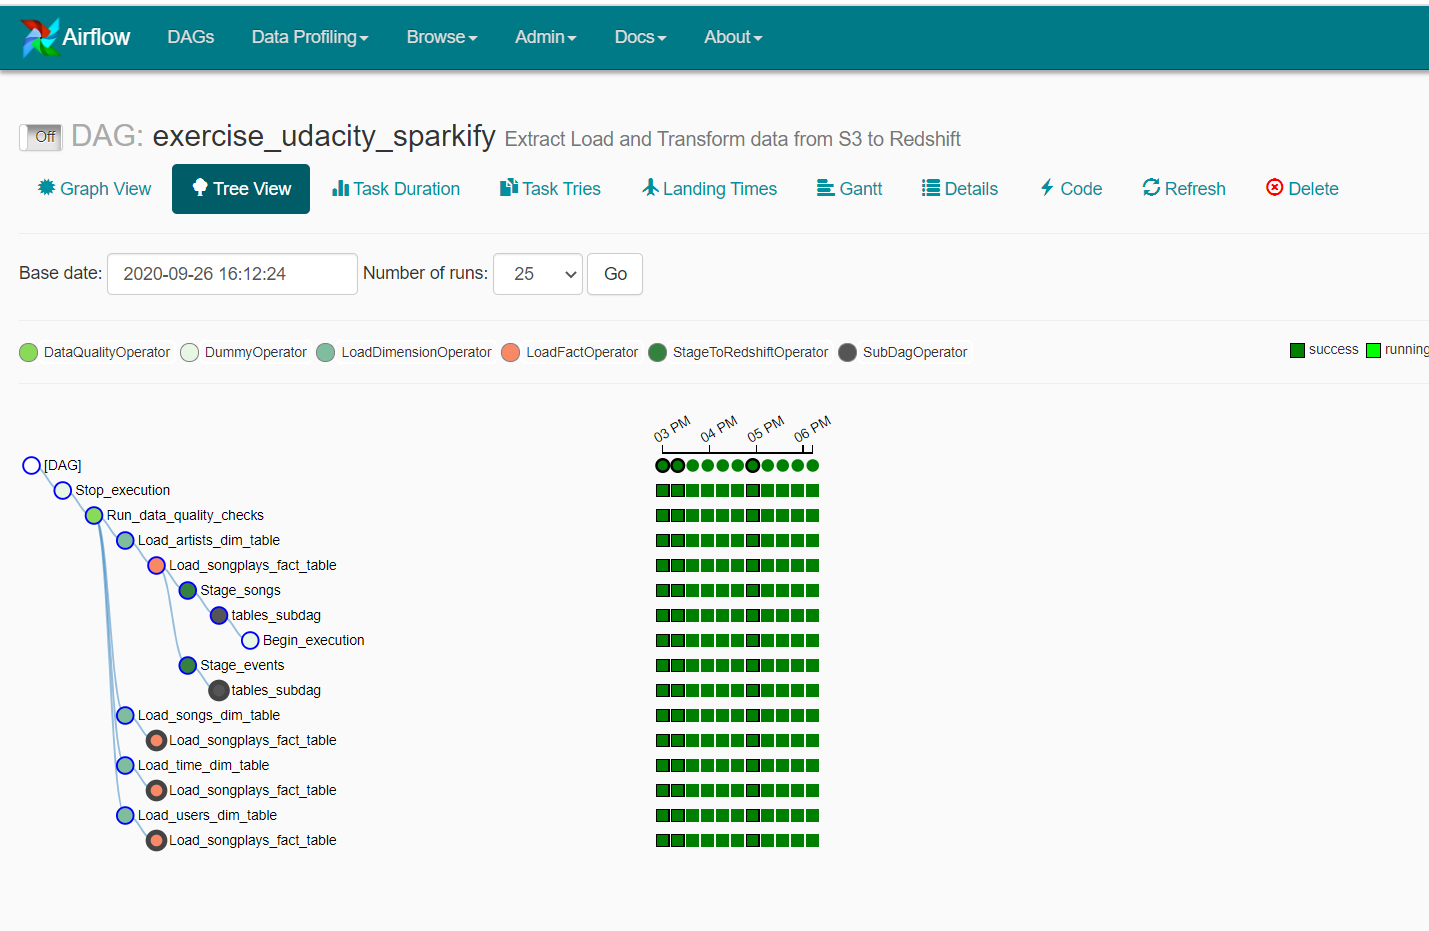 Airflow DAGs Data Profiling Browse Admin Docs About
Off DAG: exercise_udacity_sparkify Extract Load and Transform data from S3 to Redshift
Graph View Tree View Task Duration Task Tries Landing Times Gantt Details Code Refresh Delete
Base date: 2020-09-26 16:12:24 Number of runs: 25 Go
DataQualityOperator DummyOperator LoadDimensionOperator LoadFactOperator StageToRedshiftOperator SubDagOperator success running
03 PM 04 PM 05 PM 06 PM
[DAG]
Stop_execution
Run_data_quality_checks
Load_artists_dim_table
Load_songplays_fact_table
Stage_songs
tables_subdag
Begin_execution
Stage_events
tables_subdag
Load_songs_dim_table
Load_songplays_fact_table
Load_time_dim_table
Load_songplays_fact_table
Load_users_dim_table
Load_songplays_fact_table